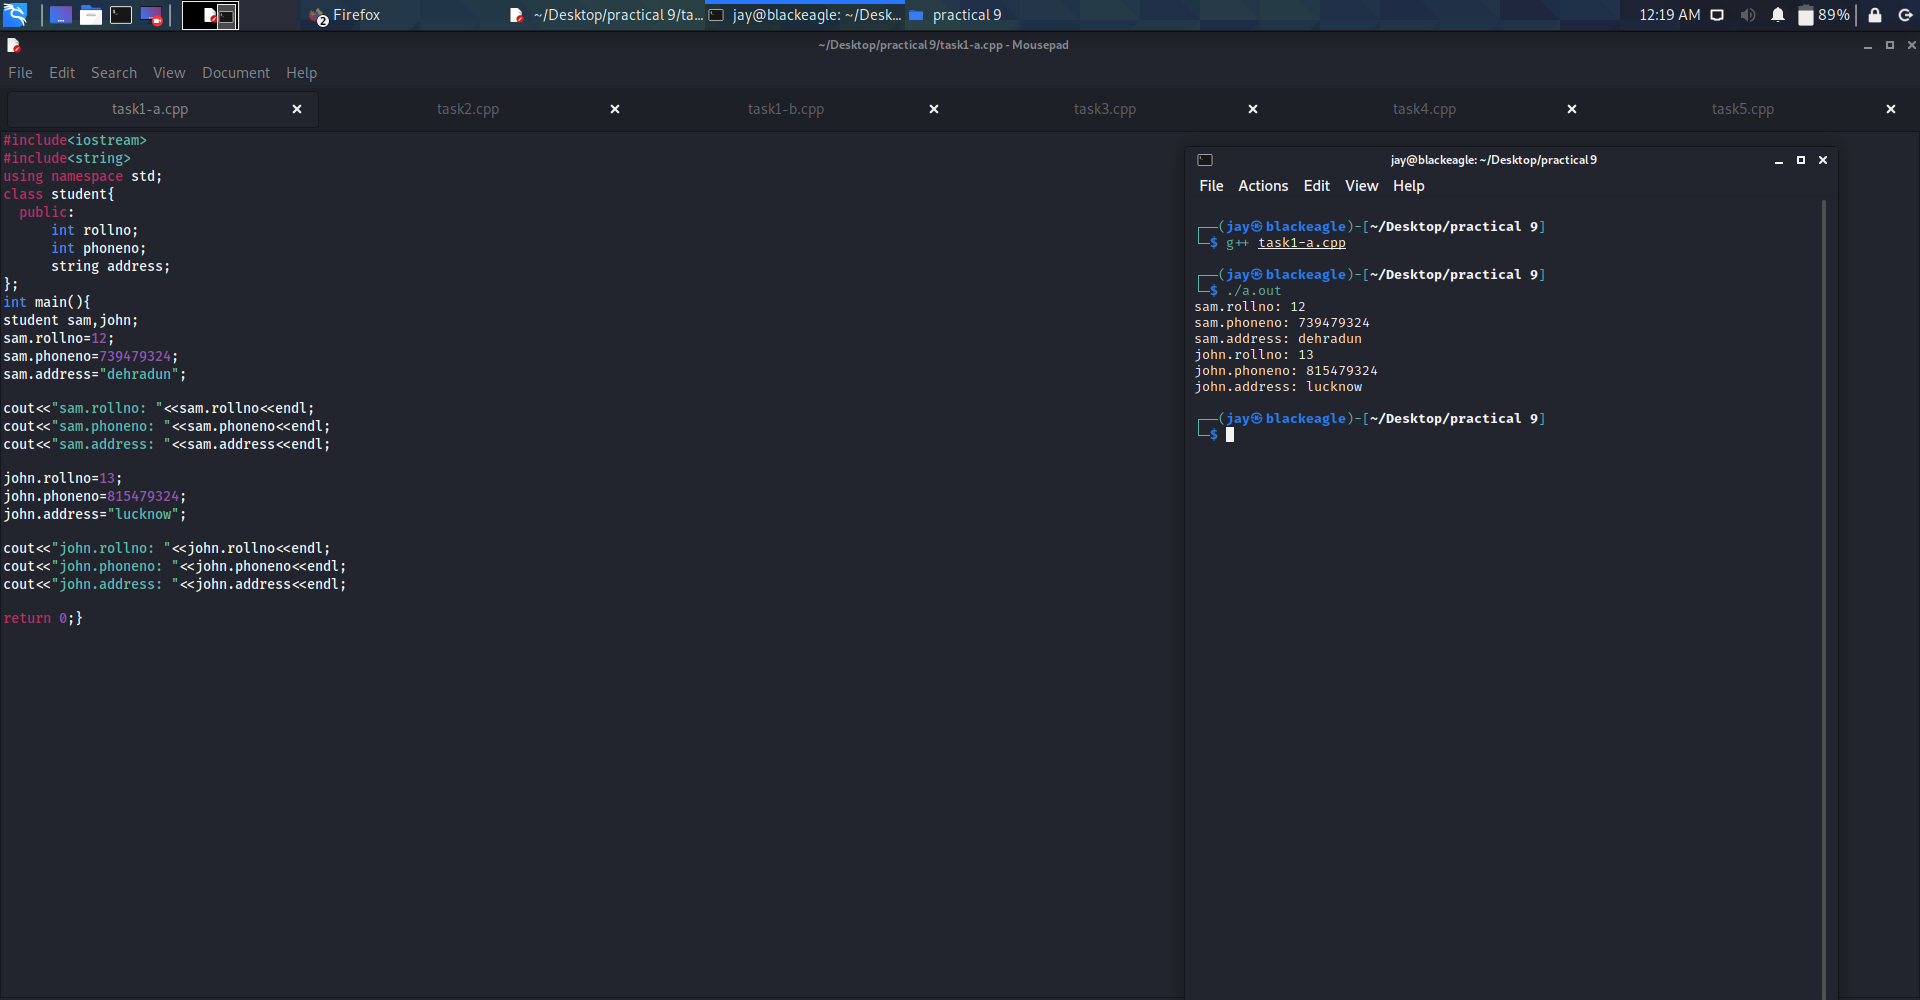 2 Firefox ~/Desktop/practical 9/ta... jay@blackeagle: ~/Desk... practical 9 12:19 AM 89%
~/Desktop/practical 9/task1-a.cpp - Mousepad
File Edit Search View Document Help
task1-a.cpp task2.cpp task1-b.cpp task3.cpp task4.cpp task5.cpp
#include<iostream>
#include<string>
using namespace std;
class student{
  public:
      int rollno;
      int phoneno;
      string address;
};
int main(){
student sam,john;
sam.rollno=12;
sam.phoneno=739479324;
sam.address="dehradun";
cout<<"sam.rollno: "<<sam.rollno<<endl;
cout<<"sam.phoneno: "<<sam.phoneno<<endl;
cout<<"sam.address: "<<sam.address<<endl;
john.rollno=13;
john.phoneno=815479324;
john.address="lucknow";
cout<<"john.rollno: "<<john.rollno<<endl;
cout<<"john.phoneno: "<<john.phoneno<<endl;
cout<<"john.address: "<<john.address<<endl;
return 0;}
jay@blackeagle: ~/Desktop/practical 9
File Actions Edit View Help
┌──(jay㉿blackeagle)-[~/Desktop/practical 9]
└─$ g++ task1-a.cpp
┌──(jay㉿blackeagle)-[~/Desktop/practical 9]
└─$ ./a.out
sam.rollno: 12
sam.phoneno: 739479324
sam.address: dehradun
john.rollno: 13
john.phoneno: 815479324
john.address: lucknow
┌──(jay㉿blackeagle)-[~/Desktop/practical 9]
└─$